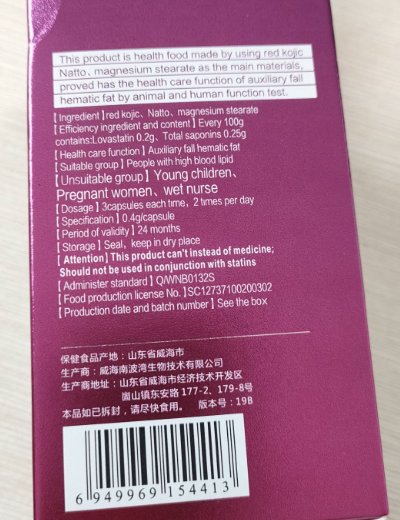 This product is health food made by using red kojic
Natto, magnesium stearate as the main materials,
proved has the health care function of auxiliary fall
hematic fat by animal and human function test.
【Ingredient】red kojic、Natto、magnesium stearate
【Efficiency ingredient and content】Every 100g
contains:Lovastatin 0.2g、Total saponins 0.25g
【Health care function】Auxiliary fall hematic fat
【Suitable group】People with high blood lipid
【Unsuitable group】Young children、
Pregnant women、wet nurse
【Dosage】3capsules each time, 2 times per day
【Specification】0.4g/capsule
【Period of validity】24 months
【Storage】Seal、keep in dry place
【Attention】This product can't instead of medicine;
Should not be used in conjunction with statins
【Administer standard】Q/WNB0132S
【Food production license No.】SC12737100200302
【Production date and batch number】See the box
保健食品产地：山东省威海市
生产商：威海南波湾生物技术有限公司
生产商地址：山东省威海市经济技术开发区
崮山镇东安路177-2、179-8号
本品如已拆封，请尽快食用。 版本号：19B
6 949969 154413